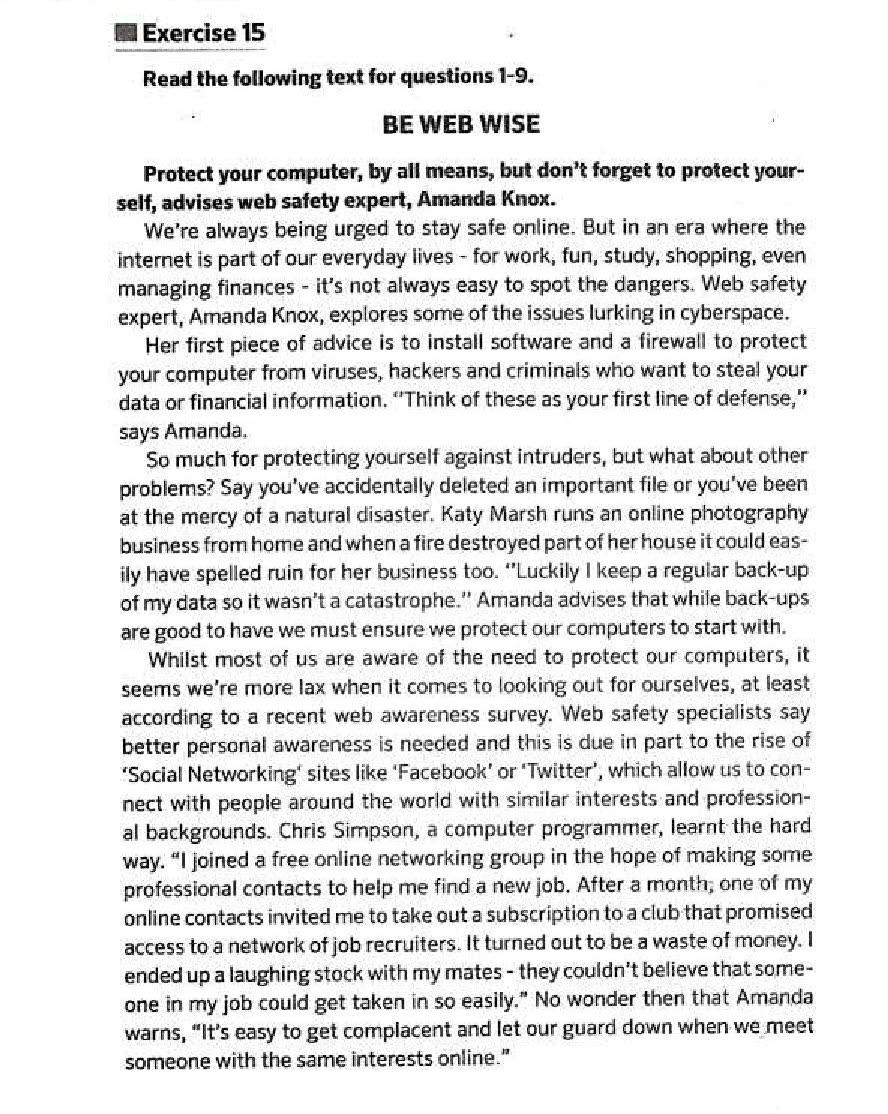 Exercise 15
Read the following text for questions 1-9.
BE WEB WISE
Protect your computer, by all means, but don't forget to protect your-
self, advises web safety expert, Amanda Knox.
We're always being urged to stay safe online. But in an era where the
internet is part of our everyday lives - for work, fun, study, shopping, even
managing finances - it's not always easy to spot the dangers. Web safety
expert, Amanda Knox, explores some of the issues lurking in cyberspace.
Her first piece of advice is to install software and a firewall to protect
your computer from viruses, hackers and criminals who want to steal your
data or financial information. "Think of these as your first line of defense,"
says Amanda.
So much for protecting yourself against intruders, but what about other
problems? Say you've accidentally deleted an important file or you've been
at the mercy of a natural disaster. Katy Marsh runs an online photography
business from home and when a fire destroyed part of her house it could eas-
ily have spelled ruin for her business too. "Luckily I keep a regular back-up
of my data so it wasn't a catastrophe." Amanda advises that while back-ups
are good to have we must ensure we protect our computers to start with.
Whilst most of us are aware of the need to protect our computers, it
seems we're more lax when it comes to looking out for ourselves, at least
according to a recent web awareness survey. Web safety specialists say
better personal awareness is needed and this is due in part to the rise of
'Social Networking' sites like 'Facebook' or 'Twitter', which allow us to con-
nect with people around the world with similar interests and profession-
al backgrounds. Chris Simpson, a computer programmer, learnt the hard
way. "I joined a free online networking group in the hope of making some
professional contacts to help me find a new job. After a month, one of my
online contacts invited me to take out a subscription to a club that promised
access to a network of job recruiters. It turned out to be a waste of money. I
ended up a laughing stock with my mates - they couldn't believe that some-
one in my job could get taken in so easily." No wonder then that Amanda
warns, "It's easy to get complacent and let our guard down when we meet
someone with the same interests online."